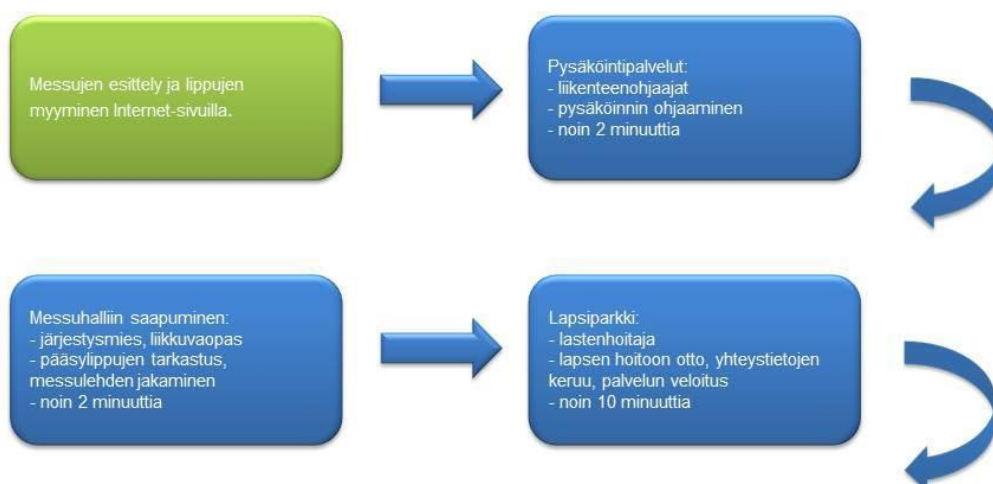 Messujen esittely ja lippujen
myyminen Internet-sivuilla.
Pysäköintipalvelut:
- liikenteenohjaajat
- pysäköinnin ohjaaminen
- noin 2 minuuttia
Messuhalliin saapuminen:
- järjestysmies, liikkuvaopas
- pääsylippujen tarkastus,
messulehden jakaminen
- noin 2 minuuttia
Lapsiparkki:
- lastenhoitaja
- lapsen hoitoon otto, yhteystietojen
keruu, palvelun veloitus
- noin 10 minuuttia